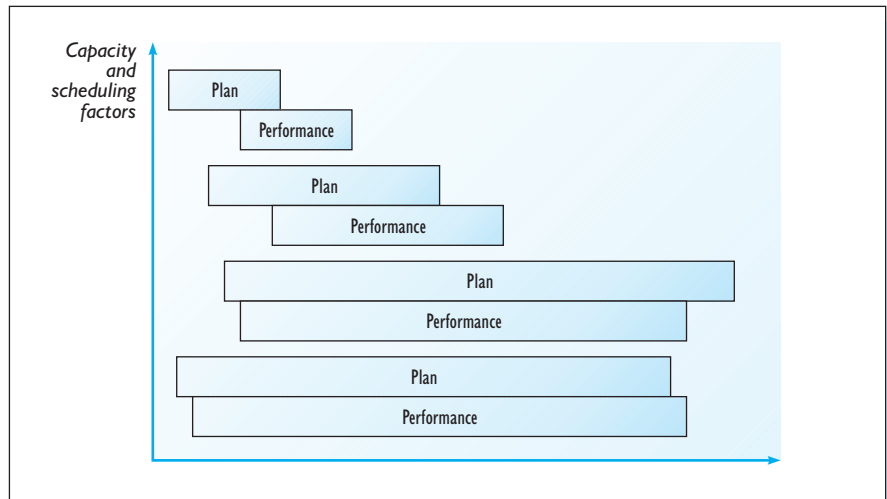 Capacity
and
scheduling
factors
Plan
Performance
Plan
Performance
Plan
Performance
Plan
Performance